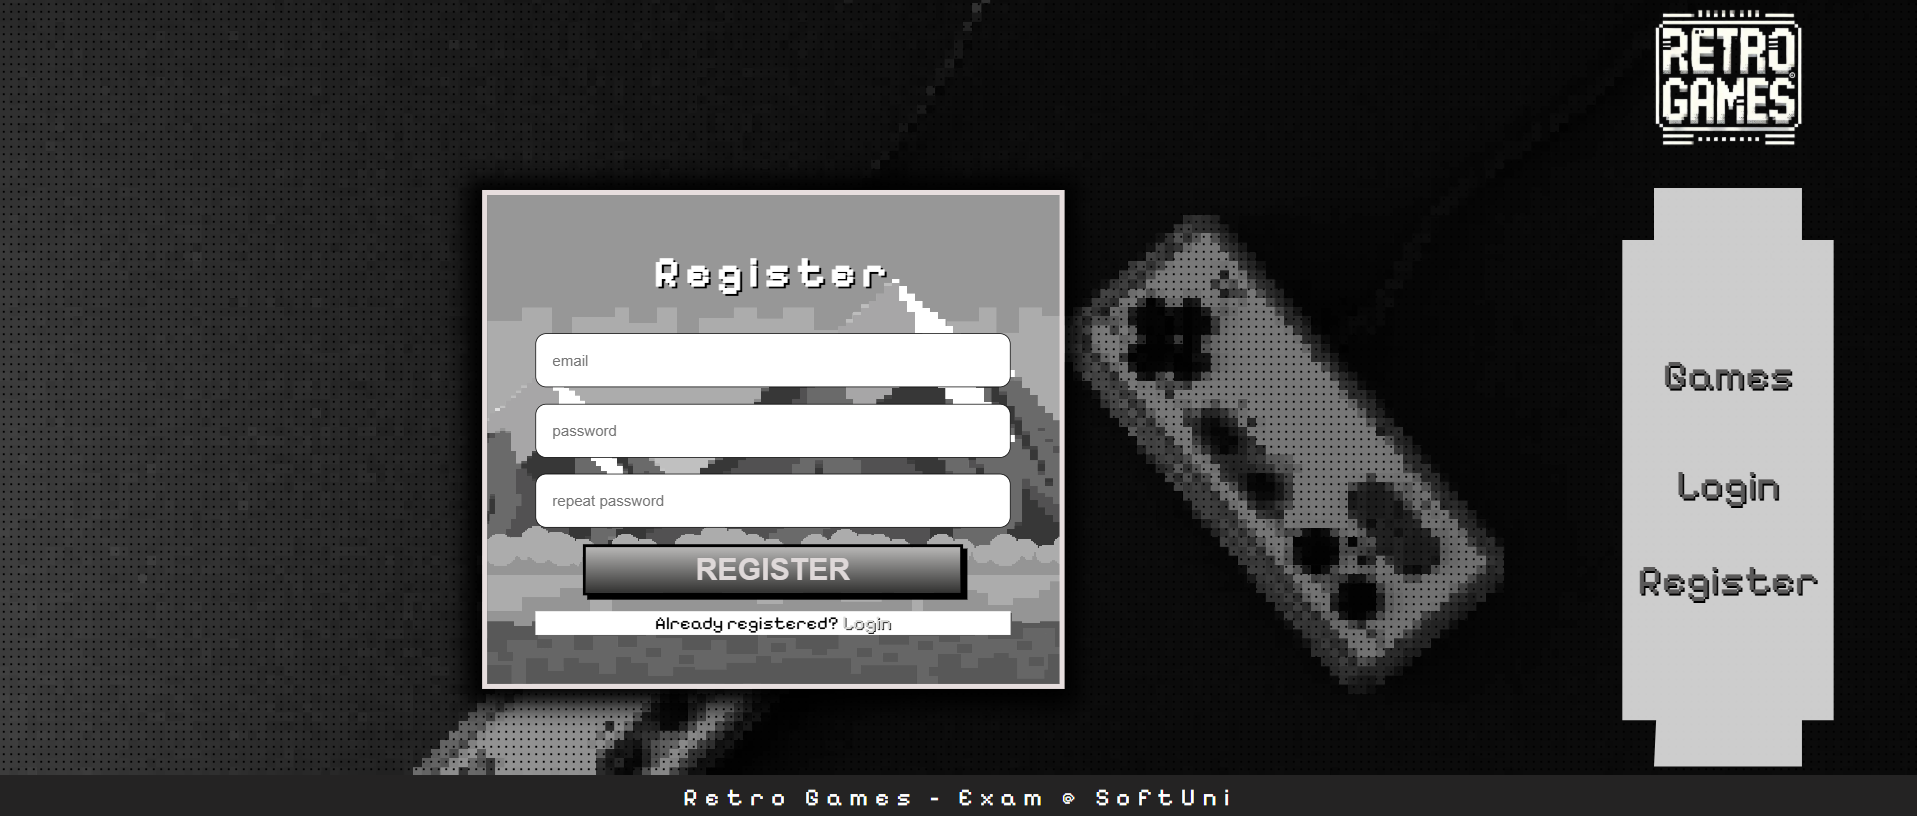 RETRO
GAMES
Register
email
password
repeat password
REGISTER
Already registered? Login
Games
Login
Register
Retro Games - Exam @ SoftUni